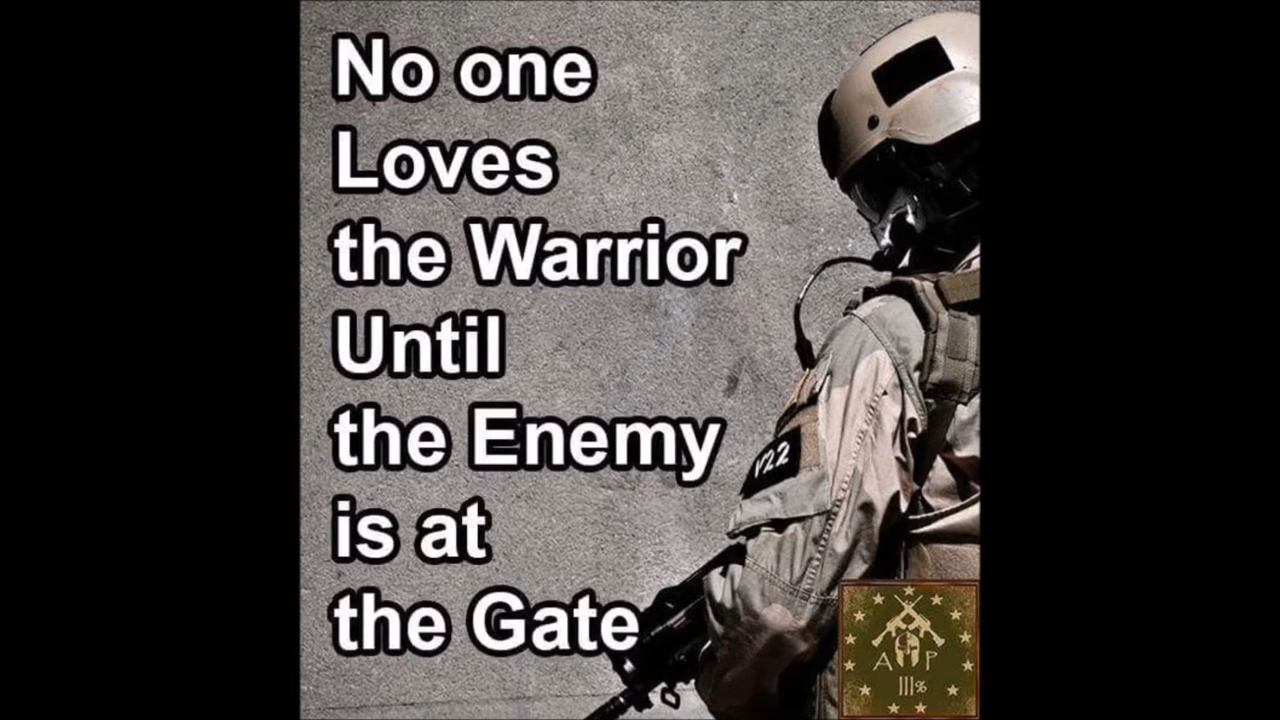 No one
Loves
the Warrior
Until
the Enemy
is at
the Gate
V22
A P
III%